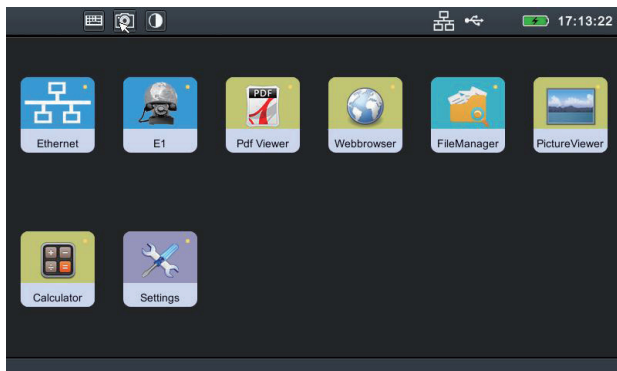 17:13:22
PDF
Ethernet E1 Pdf Viewer Webbrowser FileManager PictureViewer
Calculator Settings